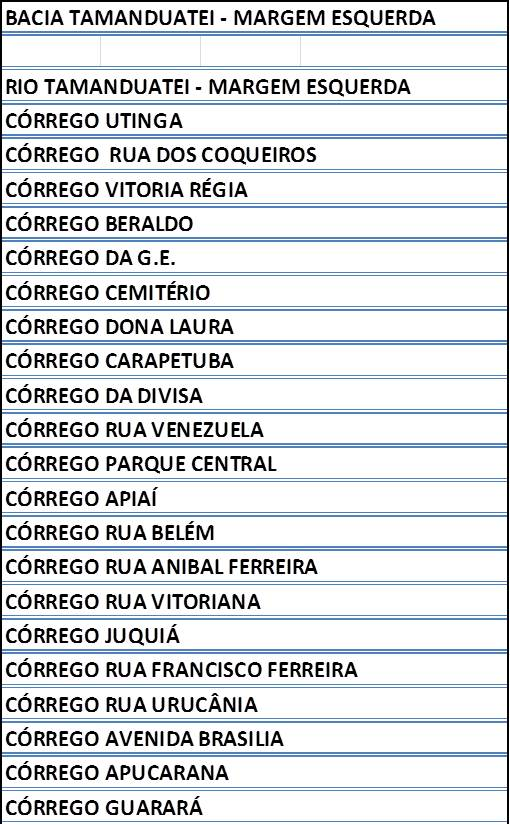 BACIA TAMANDUATEI - MARGEM ESQUERDA
RIO TAMANDUATEI - MARGEM ESQUERDA
CÓRREGO UTINGA
CÓRREGO  RUA DOS COQUEIROS
CÓRREGO VITORIA RÉGIA
CÓRREGO BERALDO
CÓRREGO DA G.E.
CÓRREGO CEMITÉRIO
CÓRREGO DONA LAURA
CÓRREGO CARAPETUBA
CÓRREGO DA DIVISA
CÓRREGO RUA VENEZUELA
CÓRREGO PARQUE CENTRAL
CÓRREGO APIAÍ
CÓRREGO RUA BELÉM
CÓRREGO RUA ANIBAL FERREIRA
CÓRREGO RUA VITORIANA
CÓRREGO JUQUIÁ
CÓRREGO RUA FRANCISCO FERREIRA
CÓRREGO RUA URUCÂNIA
CÓRREGO AVENIDA BRASILIA
CÓRREGO APUCARANA
CÓRREGO GUARARÁ